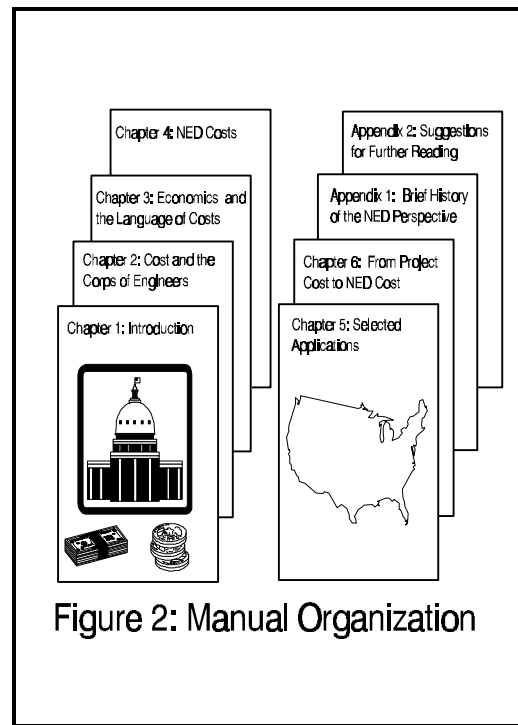 Chapter 4: NED Costs
Chapter 3: Economics and
the Language of Costs
Chapter 2: Cost and the
Corps of Engineers
Chapter 1: Introduction
Appendix 2: Suggestions
for Further Reading
Appendix 1: Brief History
of the NED Perspective
Chapter 6: From Project
Cost to NED Cost
Chapter 5: Selected
Applications
Figure 2: Manual Organization